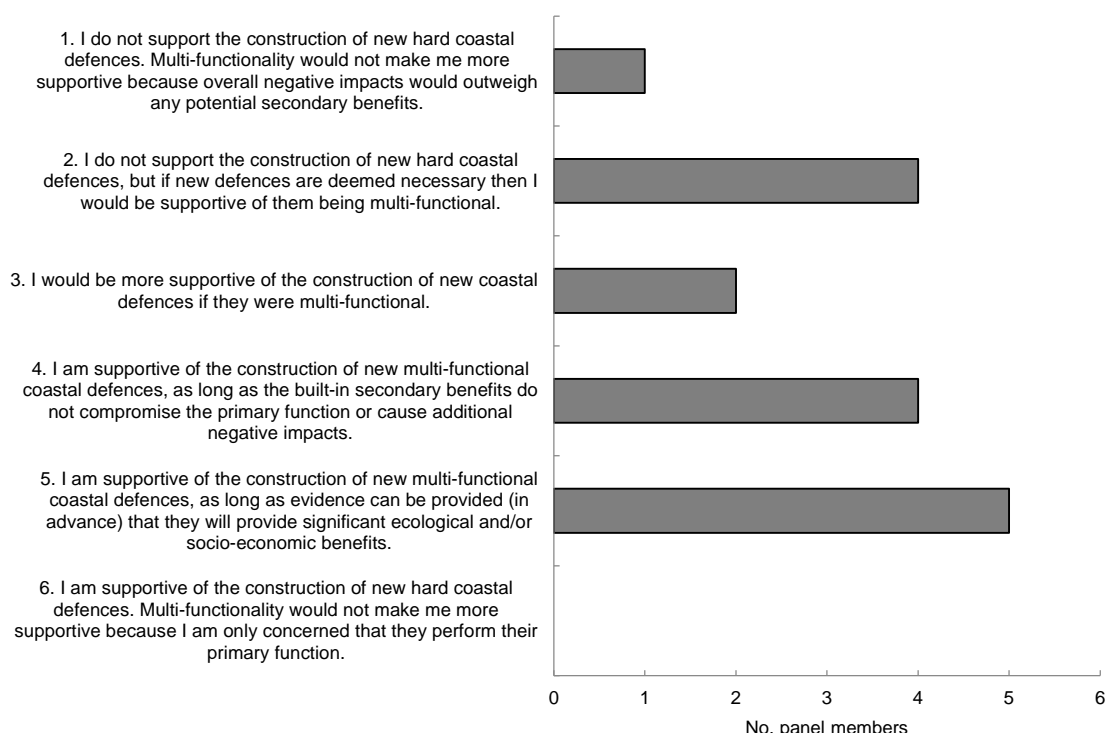 1. I do not support the construction of new hard coastal
defences. Multi-functionality would not make me more
supportive because overall negative impacts would outweigh
any potential secondary benefits.
2. I do not support the construction of new hard coastal
defences, but if new defences are deemed necessary then I
would be supportive of them being multi-functional.
3. I would be more supportive of the construction of new coastal
defences if they were multi-functional.
4. I am supportive of the construction of new multi-functional
coastal defences, as long as the built-in secondary benefits do
not compromise the primary function or cause additional
negative impacts.
5. I am supportive of the construction of new multi-functional
coastal defences, as long as evidence can be provided (in
advance) that they will provide significant ecological and/or
socio-economic benefits.
6. I am supportive of the construction of new hard coastal
defences. Multi-functionality would not make me more
supportive because I am only concerned that they perform their
primary function.
0 1 2 3 4 5 6
No. panel members